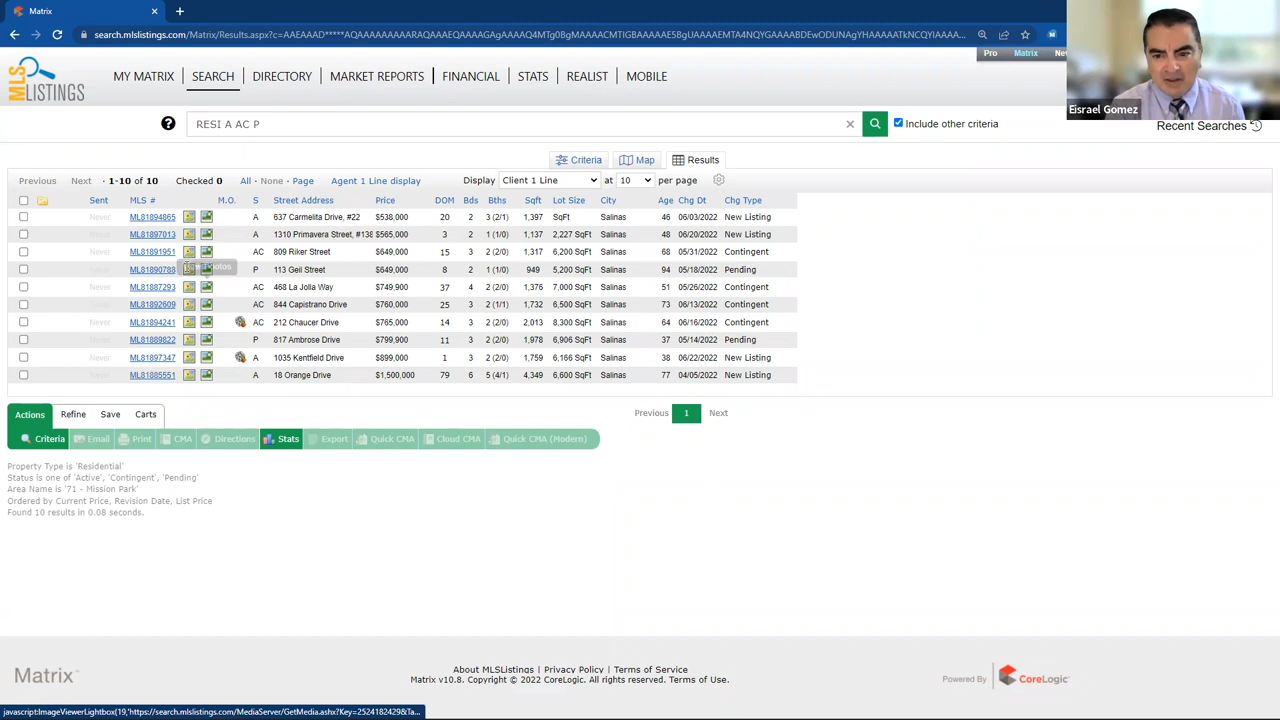 Matrix
search.mlslistings.com/Matrix/Results.aspx?c=
Pro Matrix
MLS LISTINGS
MY MATRIX SEARCH DIRECTORY MARKET REPORTS FINANCIAL STATS REALIST MOBILE
Eisrael Gomez
RESI A AC P
Include other criteria
Recent Searches
Criteria Map Results
Previous Next · 1-10 of 10 Checked 0 All · None · Page Agent 1 Line display Display Client 1 Line at 10 per page
Sent MLS # M.O. S Street Address Price DOM Bds Bths Sqft Lot Size City Age Chg Dt Chg Type
Never ML81894865 A 637 Carmelita Drive, #22 $538,000 20 2 3 (2/1) 1,397 SqFt Salinas 46 06/03/2022 New Listing
Never ML81897013 A 1310 Primavera Street, #138 $565,000 3 2 1 (1/0) 1,137 2,227 SqFt Salinas 48 06/20/2022 New Listing
Never ML81891951 AC 809 Riker Street $649,000 15 3 2 (2/0) 1,317 6,200 SqFt Salinas 68 05/31/2022 Contingent
Never ML81890788 P 113 Geil Street $649,000 8 2 1 (1/0) 949 5,200 SqFt Salinas 94 05/18/2022 Pending
Never ML81887293 AC 468 La Jolla Way $749,900 37 4 2 (2/0) 1,376 7,000 SqFt Salinas 51 05/26/2022 Contingent
Never ML81892609 AC 844 Capistrano Drive $760,000 25 3 2 (1/1) 1,732 6,500 SqFt Salinas 73 06/13/2022 Contingent
Never ML81894241 AC 212 Chaucer Drive $765,000 14 3 2 (2/0) 2,013 8,300 SqFt Salinas 64 06/16/2022 Contingent
Never ML81889822 P 817 Ambrose Drive $799,900 11 3 2 (2/0) 1,978 6,906 SqFt Salinas 37 05/14/2022 Pending
Never ML81897347 A 1035 Kentfield Drive $899,000 1 3 2 (2/0) 1,759 6,166 SqFt Salinas 38 06/22/2022 New Listing
Never ML81885551 A 18 Orange Drive $1,500,000 79 6 5 (4/1) 4,349 6,600 SqFt Salinas 77 04/05/2022 New Listing
Actions Refine Save Carts
Previous 1 Next
Criteria Email Print CMA Directions Stats Export Quick CMA Cloud CMA Quick CMA (Modern)
Property Type is 'Residential'
Status is one of 'Active', 'Contingent', 'Pending'
Area Name is '71 - Mission Park'
Ordered by Current Price, Revision Date, List Price
Found 10 results in 0.08 seconds.
About MLSListings | Privacy Policy | Terms of Service
Matrix v10.8. Copyright © 2022 CoreLogic. All rights reserved. Terms of Use.
Matrix™
Powered By CoreLogic
javascript:ImageViewerLightbox(19,'https://search.mlslistings.com/MediaServer/GetMedia.ashx?Key=2524182429&Ta...